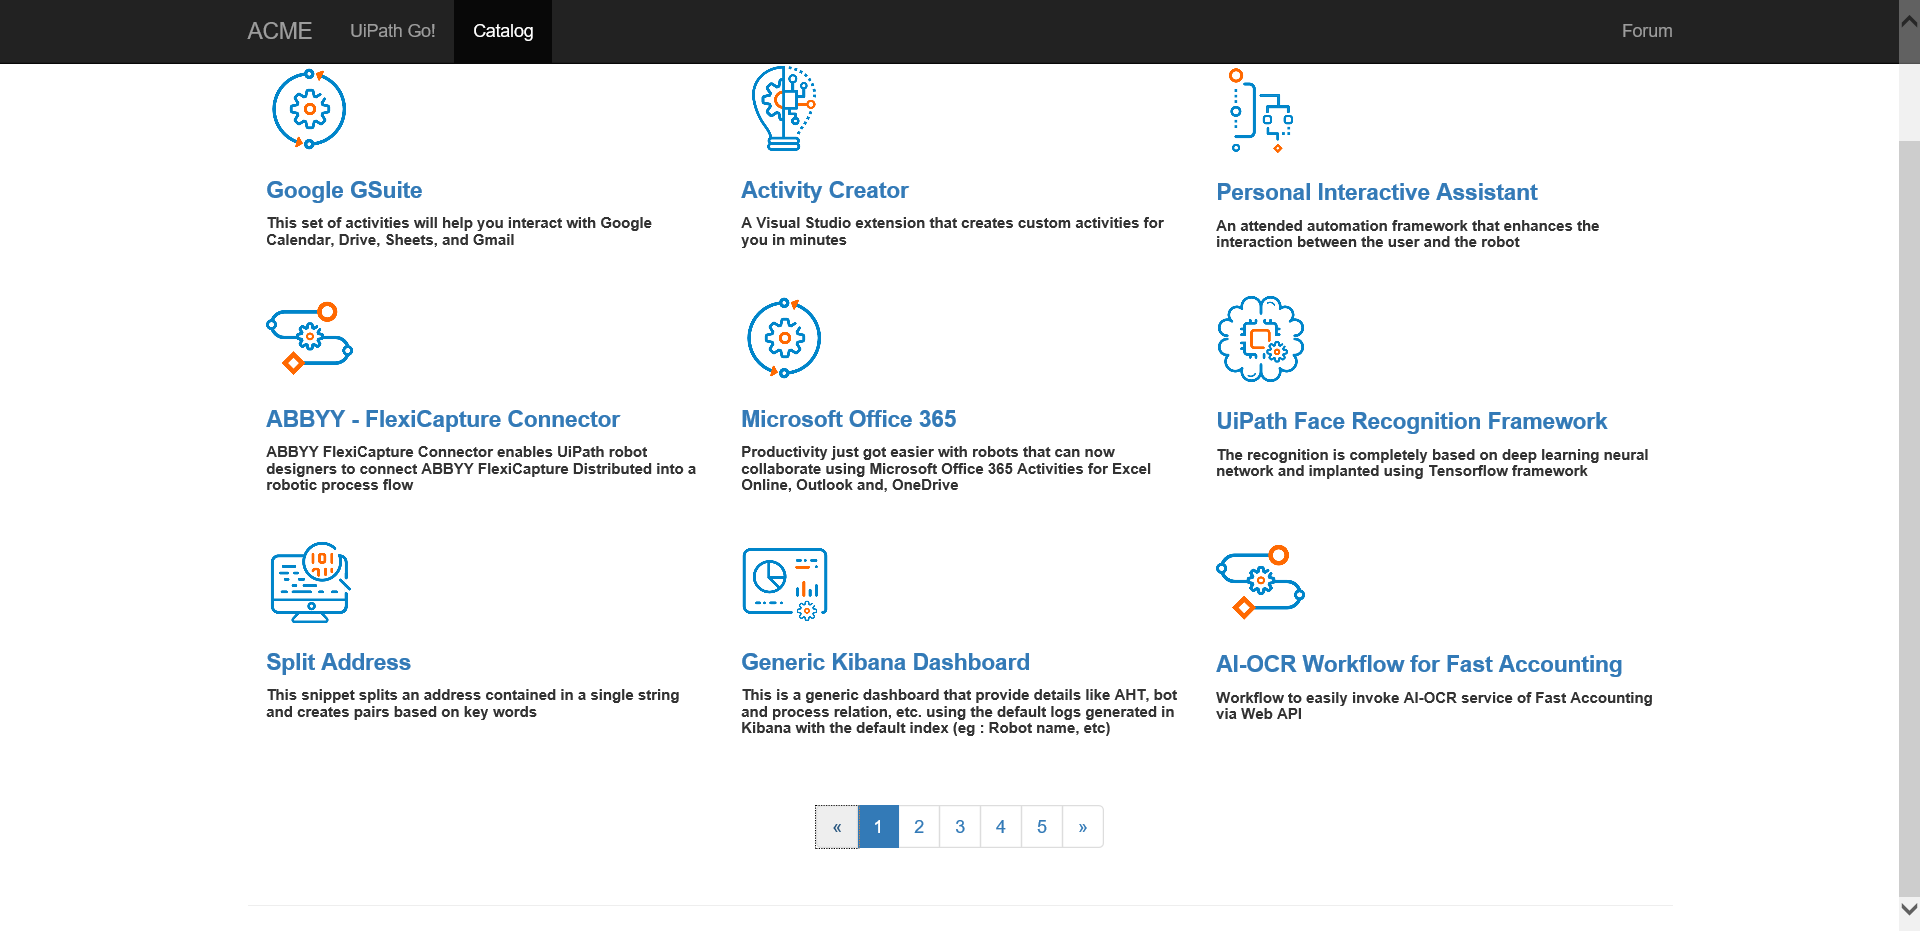 ACME UiPath Go! Catalog Forum
Google GSuite
This set of activities will help you interact with Google
Calendar, Drive, Sheets, and Gmail
Activity Creator
A Visual Studio extension that creates custom activities for
you in minutes
Personal Interactive Assistant
An attended automation framework that enhances the
interaction between the user and the robot
ABBYY - FlexiCapture Connector
ABBYY FlexiCapture Connector enables UiPath robot
designers to connect ABBYY FlexiCapture Distributed into a
robotic process flow
Microsoft Office 365
Productivity just got easier with robots that can now
collaborate using Microsoft Office 365 Activities for Excel
Online, Outlook and, OneDrive
UiPath Face Recognition Framework
The recognition is completely based on deep learning neural
network and implanted using Tensorflow framework
Split Address
This snippet splits an address contained in a single string
and creates pairs based on key words
Generic Kibana Dashboard
This is a generic dashboard that provide details like AHT, bot
and process relation, etc. using the default logs generated in
Kibana with the default index (eg : Robot name, etc)
AI-OCR Workflow for Fast Accounting
Workflow to easily invoke AI-OCR service of Fast Accounting
via Web API
« 1 2 3 4 5 »